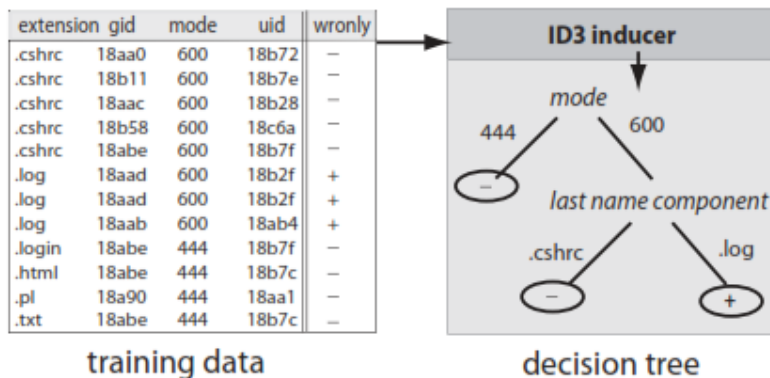 extension gid mode uid wronly
.cshrc 18aa0 600 18b72 −
.cshrc 18b11 600 18b7e −
.cshrc 18aac 600 18b28 −
.cshrc 18b58 600 18c6a −
.cshrc 18abe 600 18b7f −
.log 18aad 600 18b2f +
.log 18aad 600 18b2f +
.log 18aab 600 18ab4 +
.login 18abe 444 18b7f −
.html 18abe 444 18b7c −
.pl 18a90 444 18aa1 −
.txt 18abe 444 18b7c −
training data
ID3 inducer
mode
444 600
−
last name component
.cshrc .log
− +
decision tree